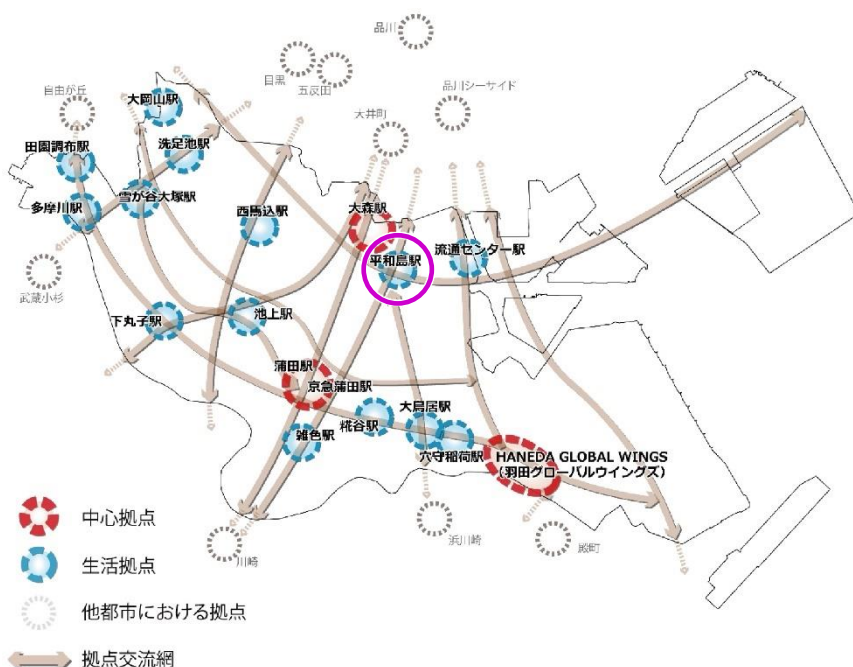 品川
目黒
五反田
品川シーサイド
自由が丘
大岡山駅
大井町
田園調布駅
洗足池駅
多摩川駅
雪が谷大塚駅
西馬込駅
大森駅
平和島駅
流通センター駅
武蔵小杉
下丸子駅
池上駅
蒲田駅
京急蒲田駅
糀谷駅
大鳥居駅
雑色駅
穴守稲荷駅
HANEDA GLOBAL WINGS
(羽田グローバルウイングズ)
川崎
浜川崎
殿町
中心拠点
生活拠点
他都市における拠点
拠点交流網